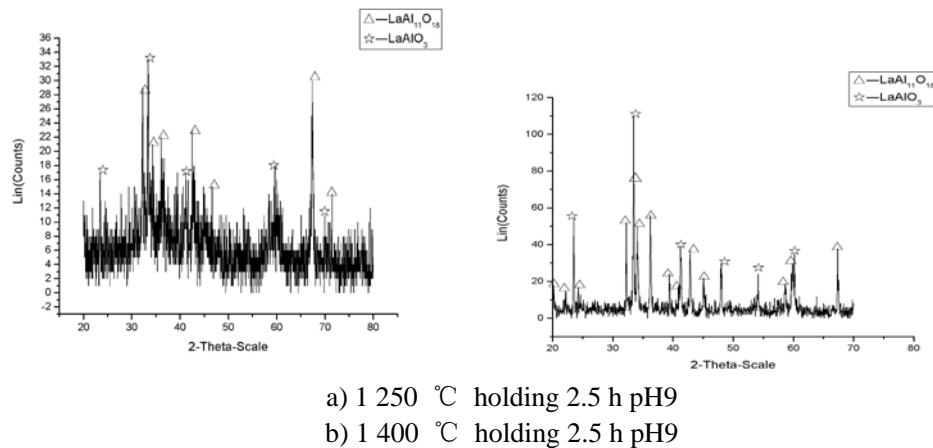 △—LaAl₁₁O₁₈
☆—LaAlO₃
36
34
32
30
28
26
24
22
20
18
16
14
12
10
8
6
4
2
0
-2
Lin(Counts)
20 30 40 50 60 70 80
2-Theta-Scale
△—LaAl₁₁O₁₈
☆—LaAlO₃
120
100
80
60
40
20
0
Lin(Counts)
20 30 40 50 60 70 80
2-Theta-Scale
a) 1 250 ℃ holding 2.5 h pH9
b) 1 400 ℃ holding 2.5 h pH9